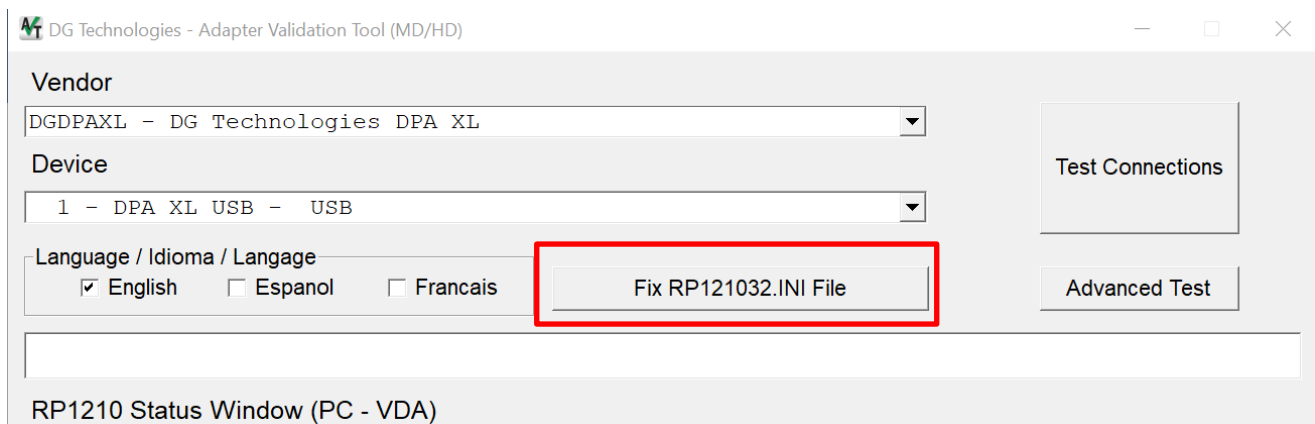 DG Technologies - Adapter Validation Tool (MD/HD)
Vendor
DGDPAXL - DG Technologies DPA XL
Test Connections
Device
1 - DPA XL USB - USB
Language / Idioma / Langage
English Espanol Francais
Fix RP121032.INI File
Advanced Test
RP1210 Status Window (PC - VDA)